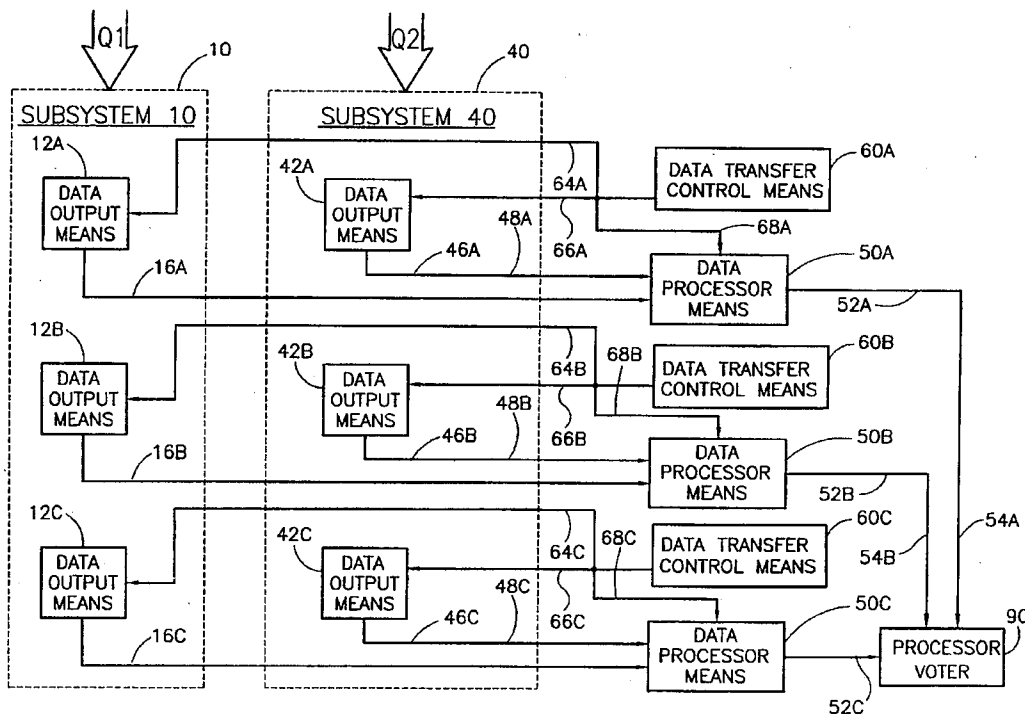 Q1
Q2
10
40
SUBSYSTEM 10
SUBSYSTEM 40
12A
DATA
OUTPUT
MEANS
42A
DATA
OUTPUT
MEANS
64A
DATA TRANSFER
CONTROL MEANS
60A
66A
68A
46A
48A
16A
DATA
PROCESSOR
MEANS
50A
52A
12B
DATA
OUTPUT
MEANS
42B
DATA
OUTPUT
MEANS
64B
68B
DATA TRANSFER
CONTROL MEANS
60B
66B
46B
48B
16B
DATA
PROCESSOR
MEANS
50B
52B
12C
DATA
OUTPUT
MEANS
42C
DATA
OUTPUT
MEANS
64C
68C
DATA TRANSFER
CONTROL MEANS
60C
54B
54A
66C
46C
48C
16C
DATA
PROCESSOR
MEANS
50C
52C
PROCESSOR
VOTER
90